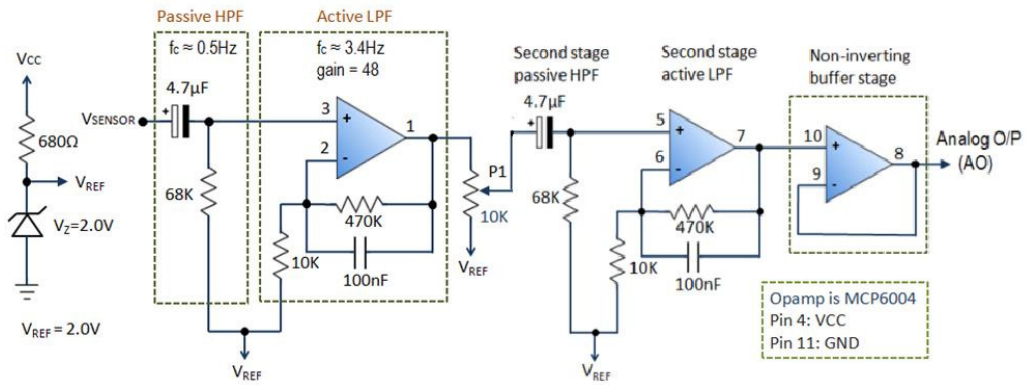 Passive HPF
Active LPF
fc ≈ 0.5Hz
fc ≈ 3.4Hz
gain = 48
Second stage
passive HPF
Second stage
active LPF
Non-inverting
buffer stage
Vcc
4.7µF
+
VSENSOR
680Ω
VREF
VZ=2.0V
VREF = 2.0V
68K
3
+
2
-
1
470K
100nF
10K
VREF
P1
10K
VREF
4.7µF
+
68K
5
+
6
-
7
470K
100nF
10K
VREF
10
+
9
-
8
Analog O/P
(AO)
Opamp is MCP6004
Pin 4: VCC
Pin 11: GND